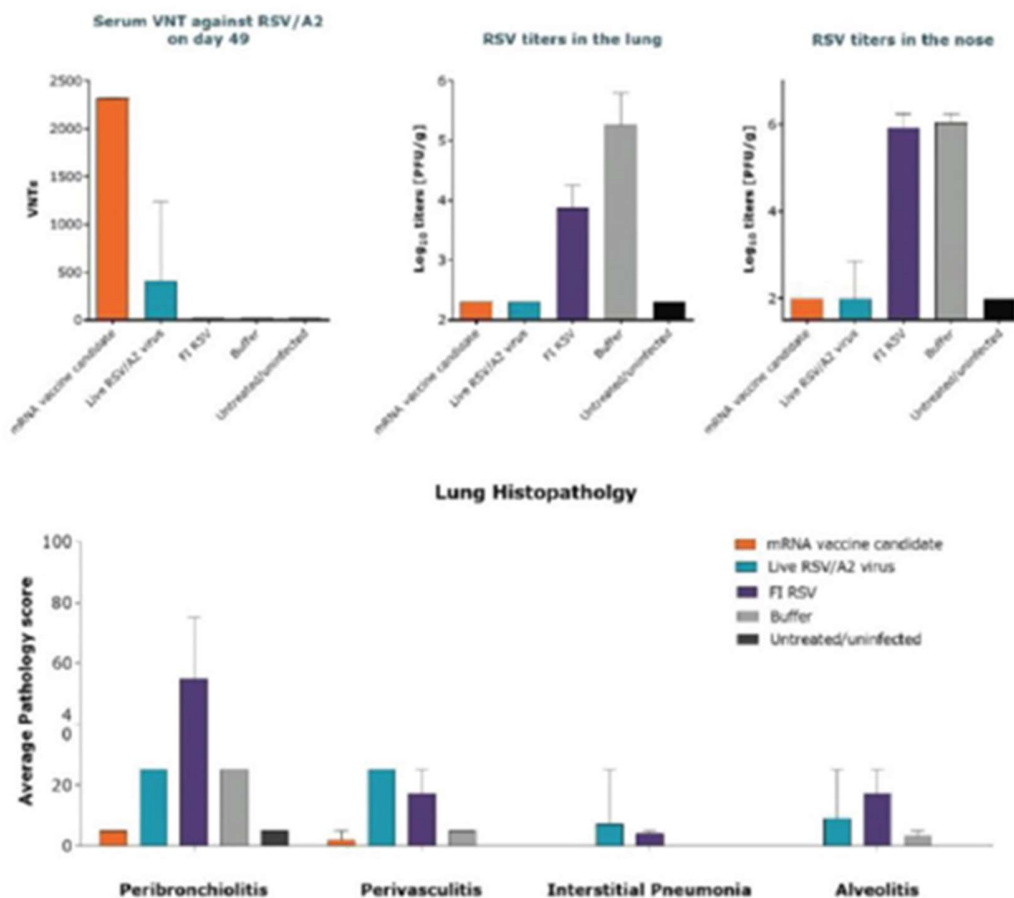 Serum VNT against RSV/A2
on day 49
VNTs
2500
2000
1500
1000
500
0
mRNA vaccine candidate
Live RSV/A2 virus
FI RSV
Buffer
Untreated/uninfected
RSV titers in the lung
Log10 titers [PFU/g]
6
5
4
3
2
mRNA vaccine candidate
Live RSV/A2 virus
FI RSV
Buffer
Untreated/uninfected
RSV titers in the nose
Log10 titers [PFU/g]
6
4
2
mRNA vaccine candidate
Live RSV/A2 virus
FI RSV
Buffer
Untreated/uninfected
Lung Histopatholgy
Average Pathology score
100
80
60
4
0
20
0
mRNA vaccine candidate
Live RSV/A2 virus
FI RSV
Buffer
Untreated/uninfected
Peribronchiolitis
Perivasculitis
Interstitial Pneumonia
Alveolitis